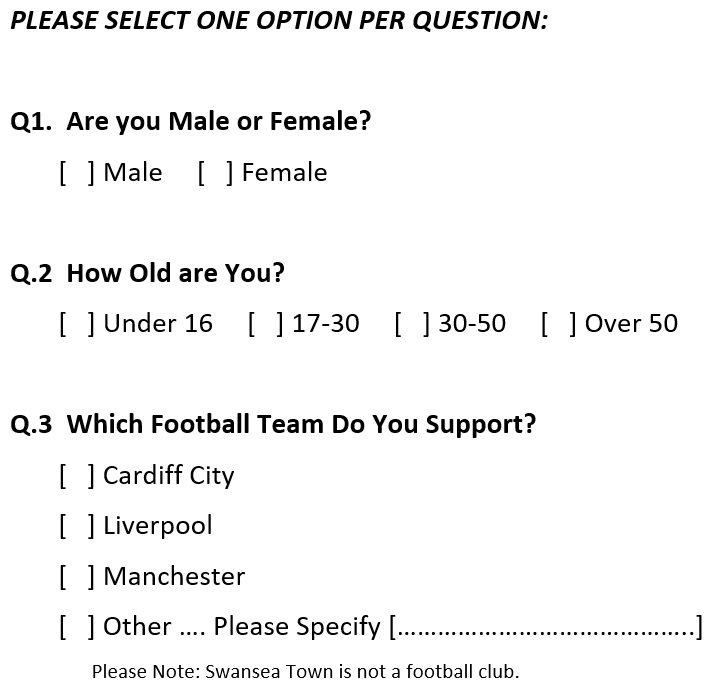 PLEASE SELECT ONE OPTION PER QUESTION:
Q1. Are you Male or Female?
[ ] Male [ ] Female
Q.2 How Old are You?
[ ] Under 16 [ ] 17-30 [ ] 30-50 [ ] Over 50
Q.3 Which Football Team Do You Support?
[ ] Cardiff City
[ ] Liverpool
[ ] Manchester
[ ] Other .... Please Specify [..........................................]
Please Note: Swansea Town is not a football club.